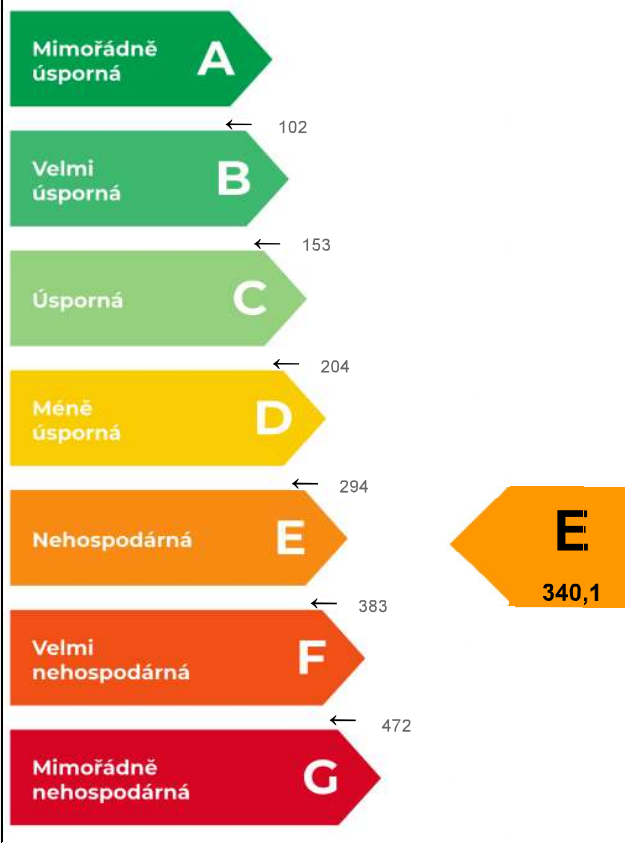 Mimořádně
úsporná
A
← 102
Velmi
úsporná
B
← 153
Úsporná
C
← 204
Méně
úsporná
D
← 294
Nehospodárná
E
E
340,1
← 383
Velmi
nehospodárná
F
← 472
Mimořádně
nehospodárná
G